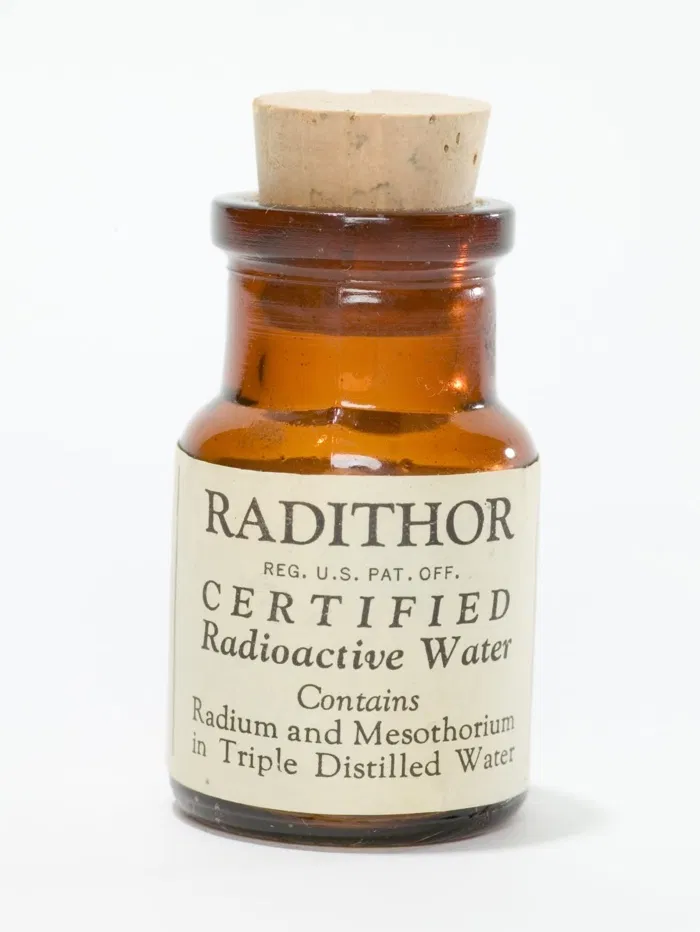 RADITHOR
REG. U.S. PAT. OFF.
CERTIFIED
Radioactive Water
Contains
Radium and Mesothorium
in Triple Distilled Water